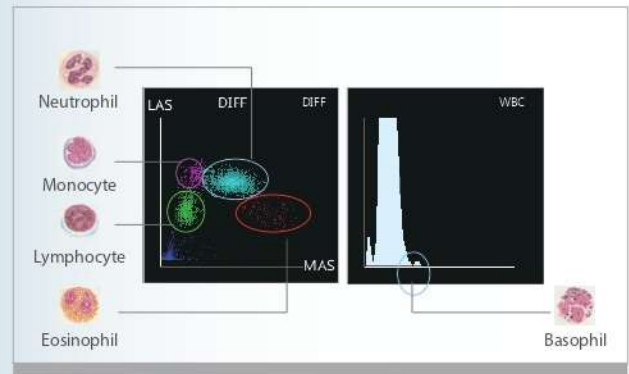 Neutrophil
LAS DIFF DIFF
WBC
Monocyte
Lymphocyte
MAS
Eosinophil
Basophil